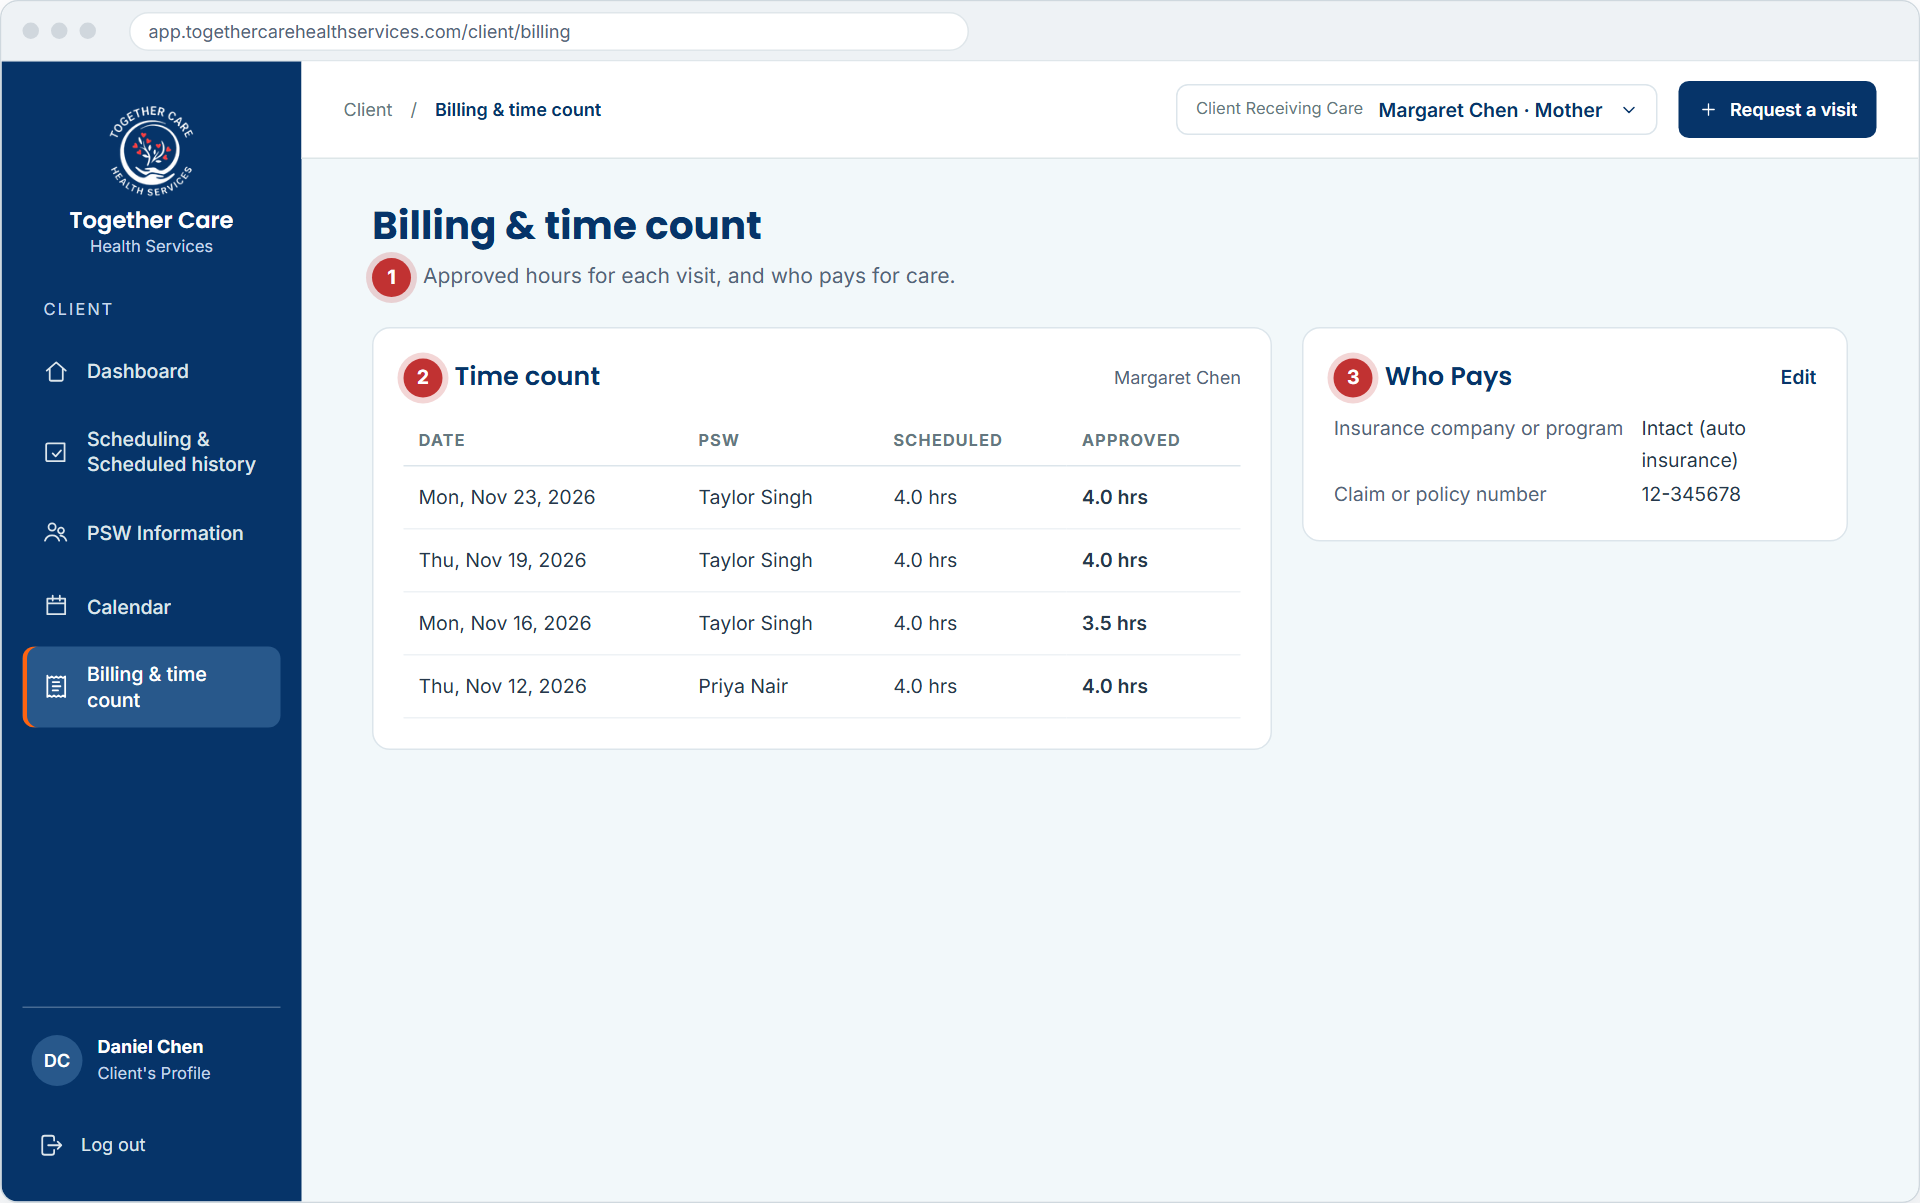 app.togethercarehealthservices.com/client/billing
TOGETHER CARE
HEALTH SERVICES
Together Care
Health Services
CLIENT
Dashboard
Scheduling &
Scheduled history
PSW Information
Calendar
Billing & time
count
DC
Daniel Chen
Client's Profile
Log out
Client / Billing & time count
Client Receiving Care Margaret Chen · Mother
+ Request a visit
Billing & time count
1 Approved hours for each visit, and who pays for care.
2 Time count Margaret Chen
DATE PSW SCHEDULED APPROVED
Mon, Nov 23, 2026 Taylor Singh 4.0 hrs 4.0 hrs
Thu, Nov 19, 2026 Taylor Singh 4.0 hrs 4.0 hrs
Mon, Nov 16, 2026 Taylor Singh 4.0 hrs 3.5 hrs
Thu, Nov 12, 2026 Priya Nair 4.0 hrs 4.0 hrs
3 Who Pays Edit
Insurance company or program Intact (auto
insurance)
Claim or policy number 12-345678